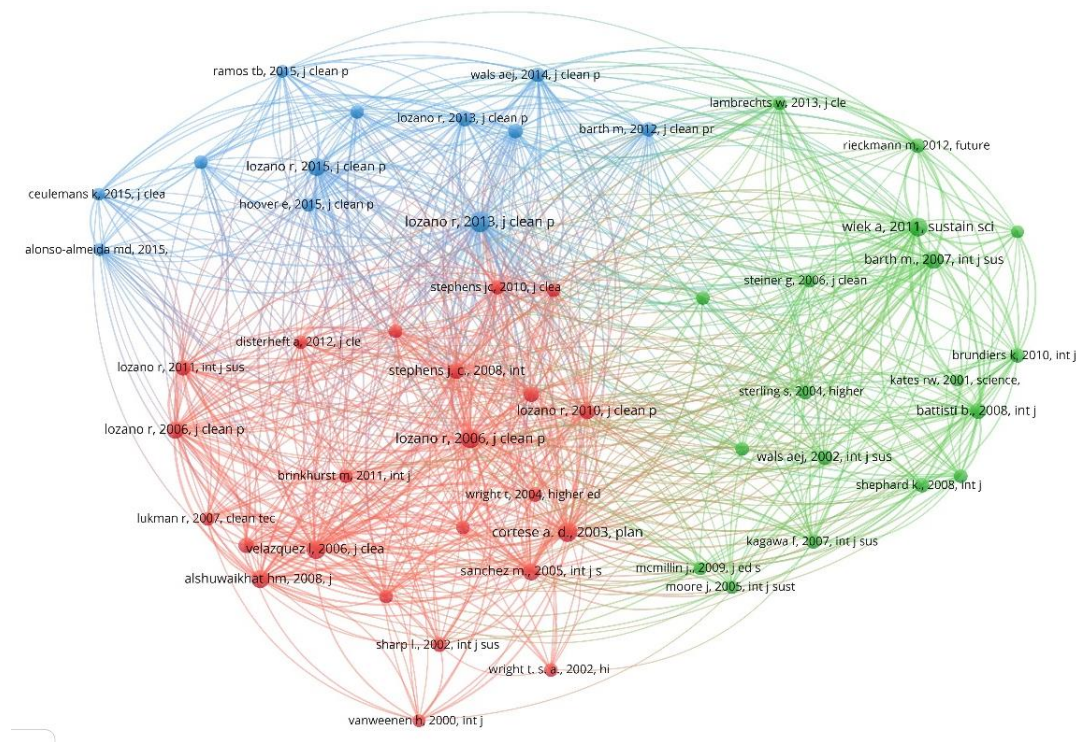 ramos tb, 2015, j clean p
wals aej, 2014, j clean p
lambrechts w, 2013, j cle
lozano r, 2013, j clean p
barth m, 2012, j clean pr
rieckmann m, 2012, future
lozano r, 2015, j clean p
ceulemans k, 2015, j clea
hoover e, 2015, j clean p
lozano r, 2013, j clean p
wiek a, 2011, sustain sci
alonso-almeida md, 2015,
barth m., 2007, int j sus
steiner g, 2006, j clean
stephens jc, 2010, j clea
disterheft a, 2012, j cle
brundiers k, 2010, int j
lozano r, 2011, int j sus
stephens j. c., 2008, int
kates rw, 2001, science,
sterling s, 2004, higher
lozano r, 2010, j clean p
battisti b., 2008, int j
lozano r, 2006, j clean p
lozano r, 2006, j clean p
wals aej, 2002, int j sus
brinkhurst m, 2011, int j
shephard k., 2008, int j
wright t, 2004, higher ed
lukman r, 2007, clean tec
cortese a. d., 2003, plan
kagawa f, 2007, int j sus
velazquez l, 2006, j clea
mcmillin j., 2009, j ed s
sanchez m., 2005, int j s
alshuwaikhat hm, 2008, j
moore j, 2005, int j sust
sharp l., 2002, int j sus
wright t. s. a., 2002, hi
vanweenen h, 2000, int j